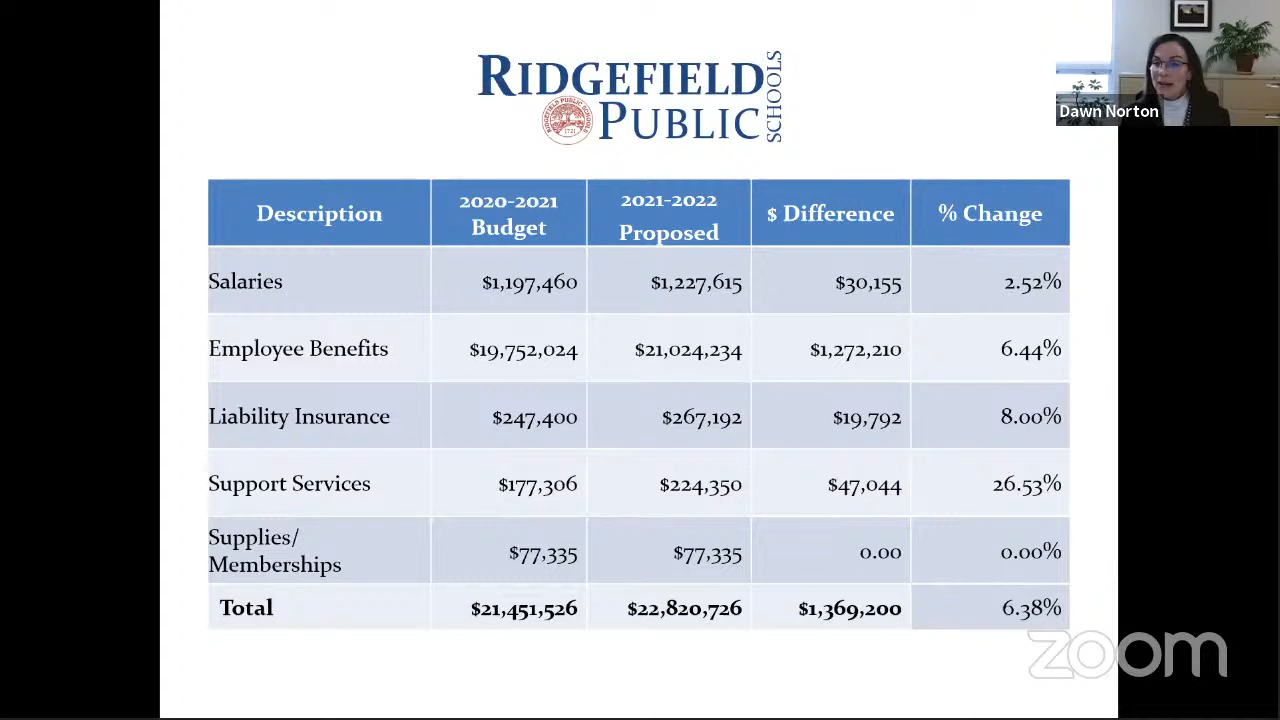 RIDGEFIELD
PUBLIC
SCHOOLS
RIDGEFIELD PUBLIC SCHOOLS
Dawn Norton
Description 2020-2021 Budget 2021-2022 Proposed $ Difference % Change
Salaries $1,197,460 $1,227,615 $30,155 2.52%
Employee Benefits $19,752,024 $21,024,234 $1,272,210 6.44%
Liability Insurance $247,400 $267,192 $19,792 8.00%
Support Services $177,306 $224,350 $47,044 26.53%
Supplies/
Memberships $77,335 $77,335 0.00 0.00%
Total $21,451,526 $22,820,726 $1,369,200 6.38%
zoom